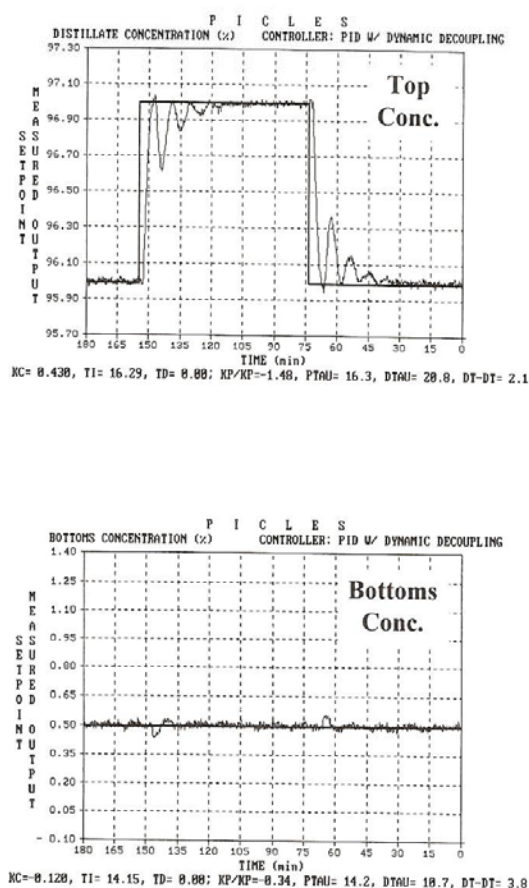 P I C L E S
DISTILLATE CONCENTRATION (%) CONTROLLER: PID W/ DYNAMIC DECOUPLING
Top
Conc.
MEASURED OUTPUT
SETPOINT
97.30
97.10
96.90
96.70
96.50
96.30
96.10
95.90
95.70
180 165 150 135 120 105 90 75 60 45 30 15 0
TIME (min)
KC= 0.430, TI= 16.29, TD= 0.00; KP/KP=-1.48, PTAU= 16.3, DTAU= 20.8, DT-DT= 2.1
P I C L E S
BOTTOMS CONCENTRATION (%) CONTROLLER: PID W/ DYNAMIC DECOUPLING
Bottoms
Conc.
MEASURED OUTPUT
SETPOINT
1.40
1.25
1.10
0.95
0.80
0.65
0.50
0.35
0.20
0.05
- 0.10
180 165 150 135 120 105 90 75 60 45 30 15 0
TIME (min)
KC=-0.120, TI= 14.15, TD= 0.00; KP/KP=-0.34, PTAU= 14.2, DTAU= 10.7, DT-DT=